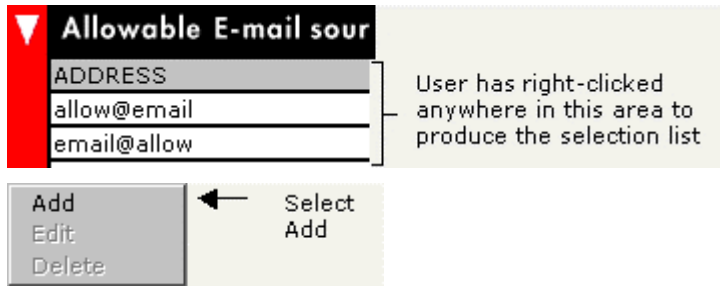 Allowable E-mail sour
ADDRESS
allow@email
email@allow
User has right-clicked
anywhere in this area to
produce the selection list
Add
Edit
Delete
Select
Add